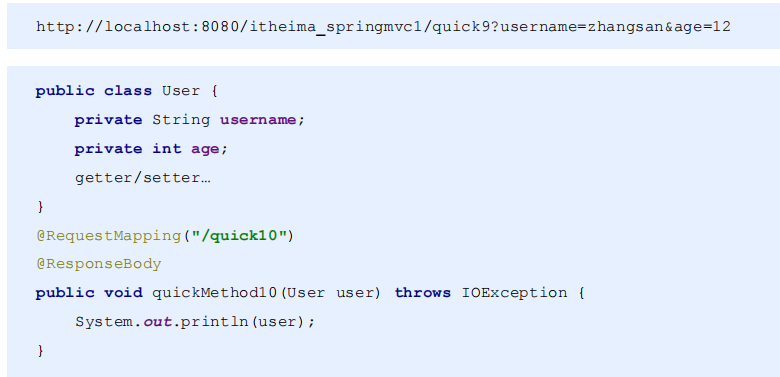 http://localhost:8080/itheima_springmvc1/quick9?username=zhangsan&age=12
public class User {
    private String username;
    private int age;
    getter/setter…
}
@RequestMapping("/quick10")
@ResponseBody
public void quickMethod10(User user) throws IOException {
    System.out.println(user);
}